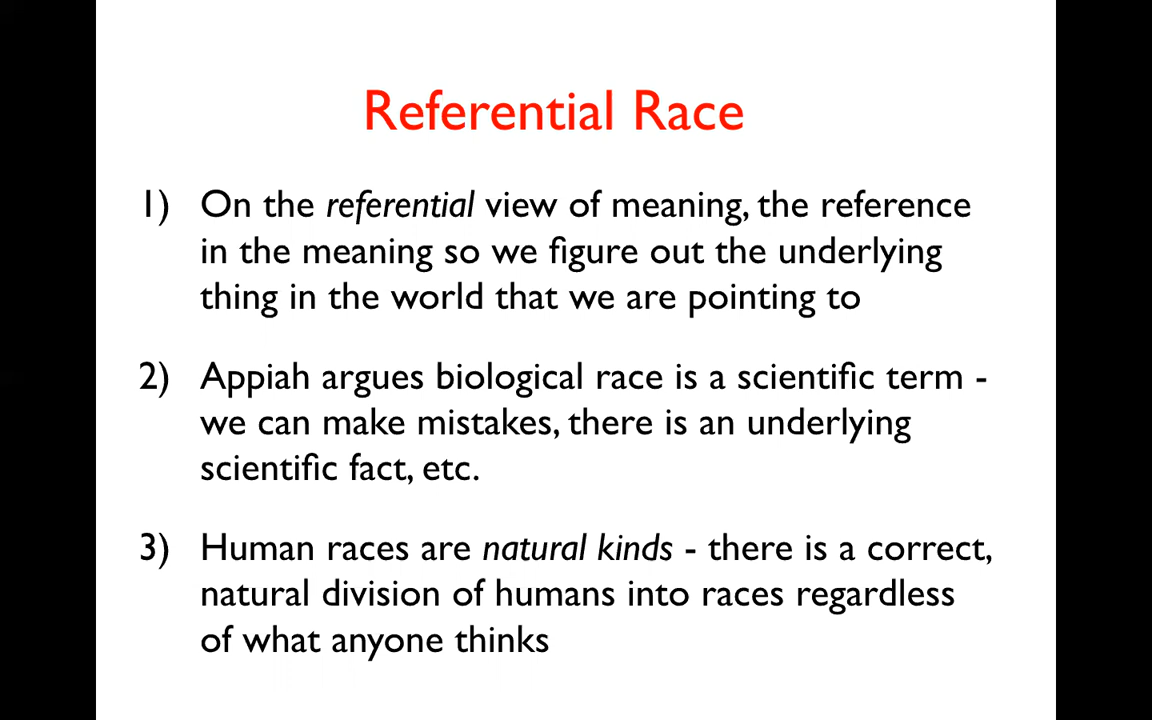 Referential Race
1) On the referential view of meaning, the reference
in the meaning so we figure out the underlying
thing in the world that we are pointing to
2) Appiah argues biological race is a scientific term -
we can make mistakes, there is an underlying
scientific fact, etc.
3) Human races are natural kinds - there is a correct,
natural division of humans into races regardless
of what anyone thinks